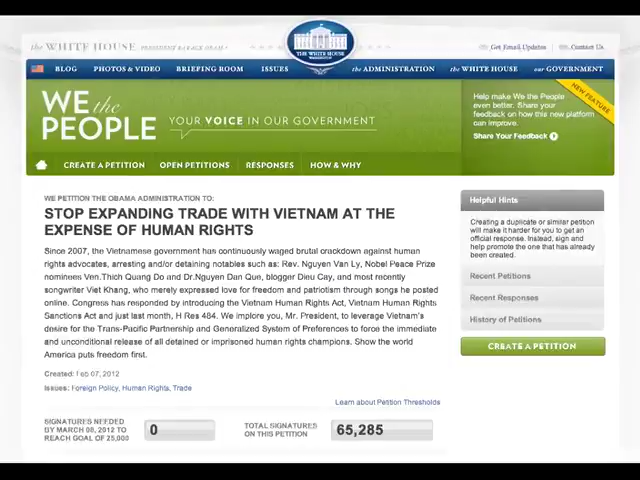 the WHITE HOUSE PRESIDENT BARACK OBAMA
THE WHITE HOUSE
WASHINGTON
Get Email Updates
Contact Us
BLOG PHOTOS & VIDEO BRIEFING ROOM ISSUES the ADMINISTRATION the WHITE HOUSE our GOVERNMENT
WE the PEOPLE
YOUR VOICE IN OUR GOVERNMENT
Help make We the People
even better. Share your
feedback on how this new platform
can improve.
Share Your Feedback
NEW FEATURE
CREATE A PETITION OPEN PETITIONS RESPONSES HOW & WHY
WE PETITION THE OBAMA ADMINISTRATION TO:
STOP EXPANDING TRADE WITH VIETNAM AT THE
EXPENSE OF HUMAN RIGHTS
Since 2007, the Vietnamese government has continuously waged brutal crackdown against human
rights advocates, arresting and/or detaining notables such as: Rev. Nguyen Van Ly, Nobel Peace Prize
nominees Ven.Thich Quang Do and Dr.Nguyen Dan Que, blogger Dieu Cay, and most recently
songwriter Viet Khang, who merely expressed love for freedom and patriotism through songs he posted
online. Congress has responded by introducing the Vietnam Human Rights Act, Vietnam Human Rights
Sanctions Act and just last month, H Res 484. We implore you, Mr. President, to leverage Vietnam's
desire for the Trans-Pacific Partnership and Generalized System of Preferences to force the immediate
and unconditional release of all detained or imprisoned human rights champions. Show the world
America puts freedom first.
Created: Feb 07, 2012
Issues: Foreign Policy, Human Rights, Trade
Learn about Petition Thresholds
SIGNATURES NEEDED
BY MARCH 08, 2012 TO
REACH GOAL OF 25,000
0
TOTAL SIGNATURES
ON THIS PETITION
65,285
Helpful Hints
Creating a duplicate or similar petition
will make it harder for you to get an
official response. Instead, sign and
help promote the one that has already
been created.
Recent Petitions
Recent Responses
History of Petitions
CREATE A PETITION